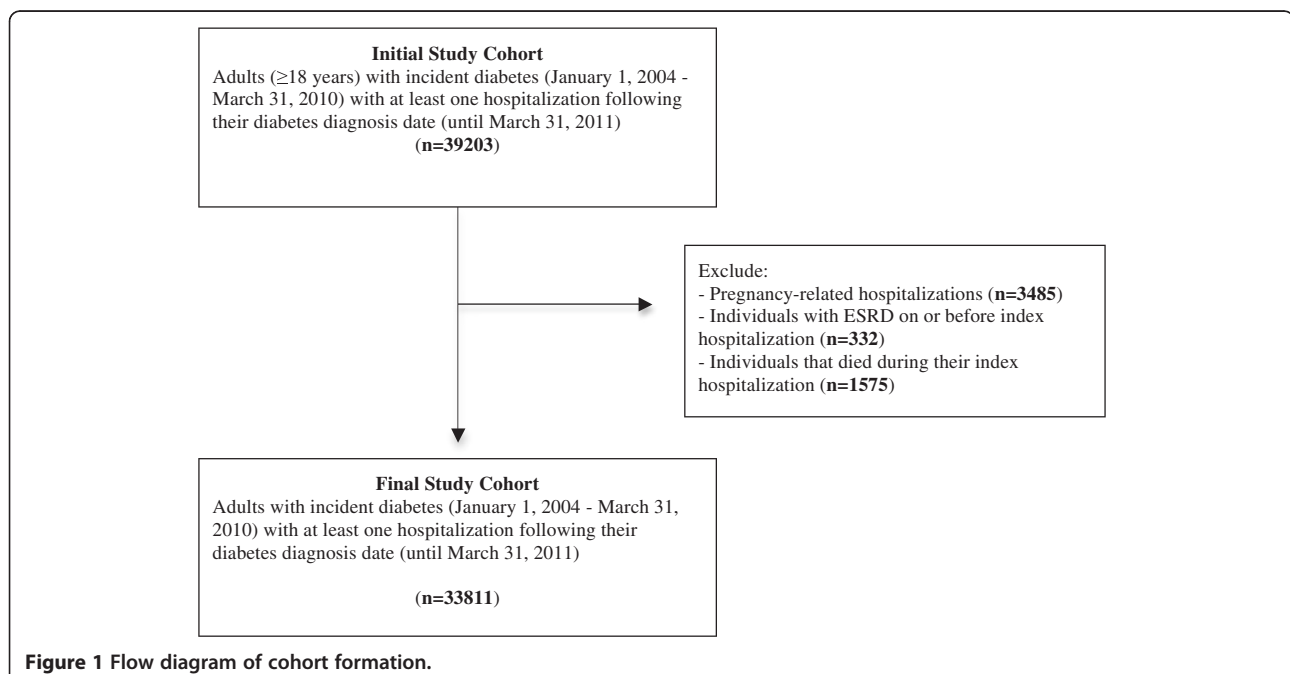 Initial Study Cohort
Adults (≥18 years) with incident diabetes (January 1, 2004 -
March 31, 2010) with at least one hospitalization following
their diabetes diagnosis date (until March 31, 2011)
(n=39203)
Exclude:
- Pregnancy-related hospitalizations (n=3485)
- Individuals with ESRD on or before index
hospitalization (n=332)
- Individuals that died during their index
hospitalization (n=1575)
Final Study Cohort
Adults with incident diabetes (January 1, 2004 - March 31,
2010) with at least one hospitalization following their
diabetes diagnosis date (until March 31, 2011)
(n=33811)
Figure 1 Flow diagram of cohort formation.